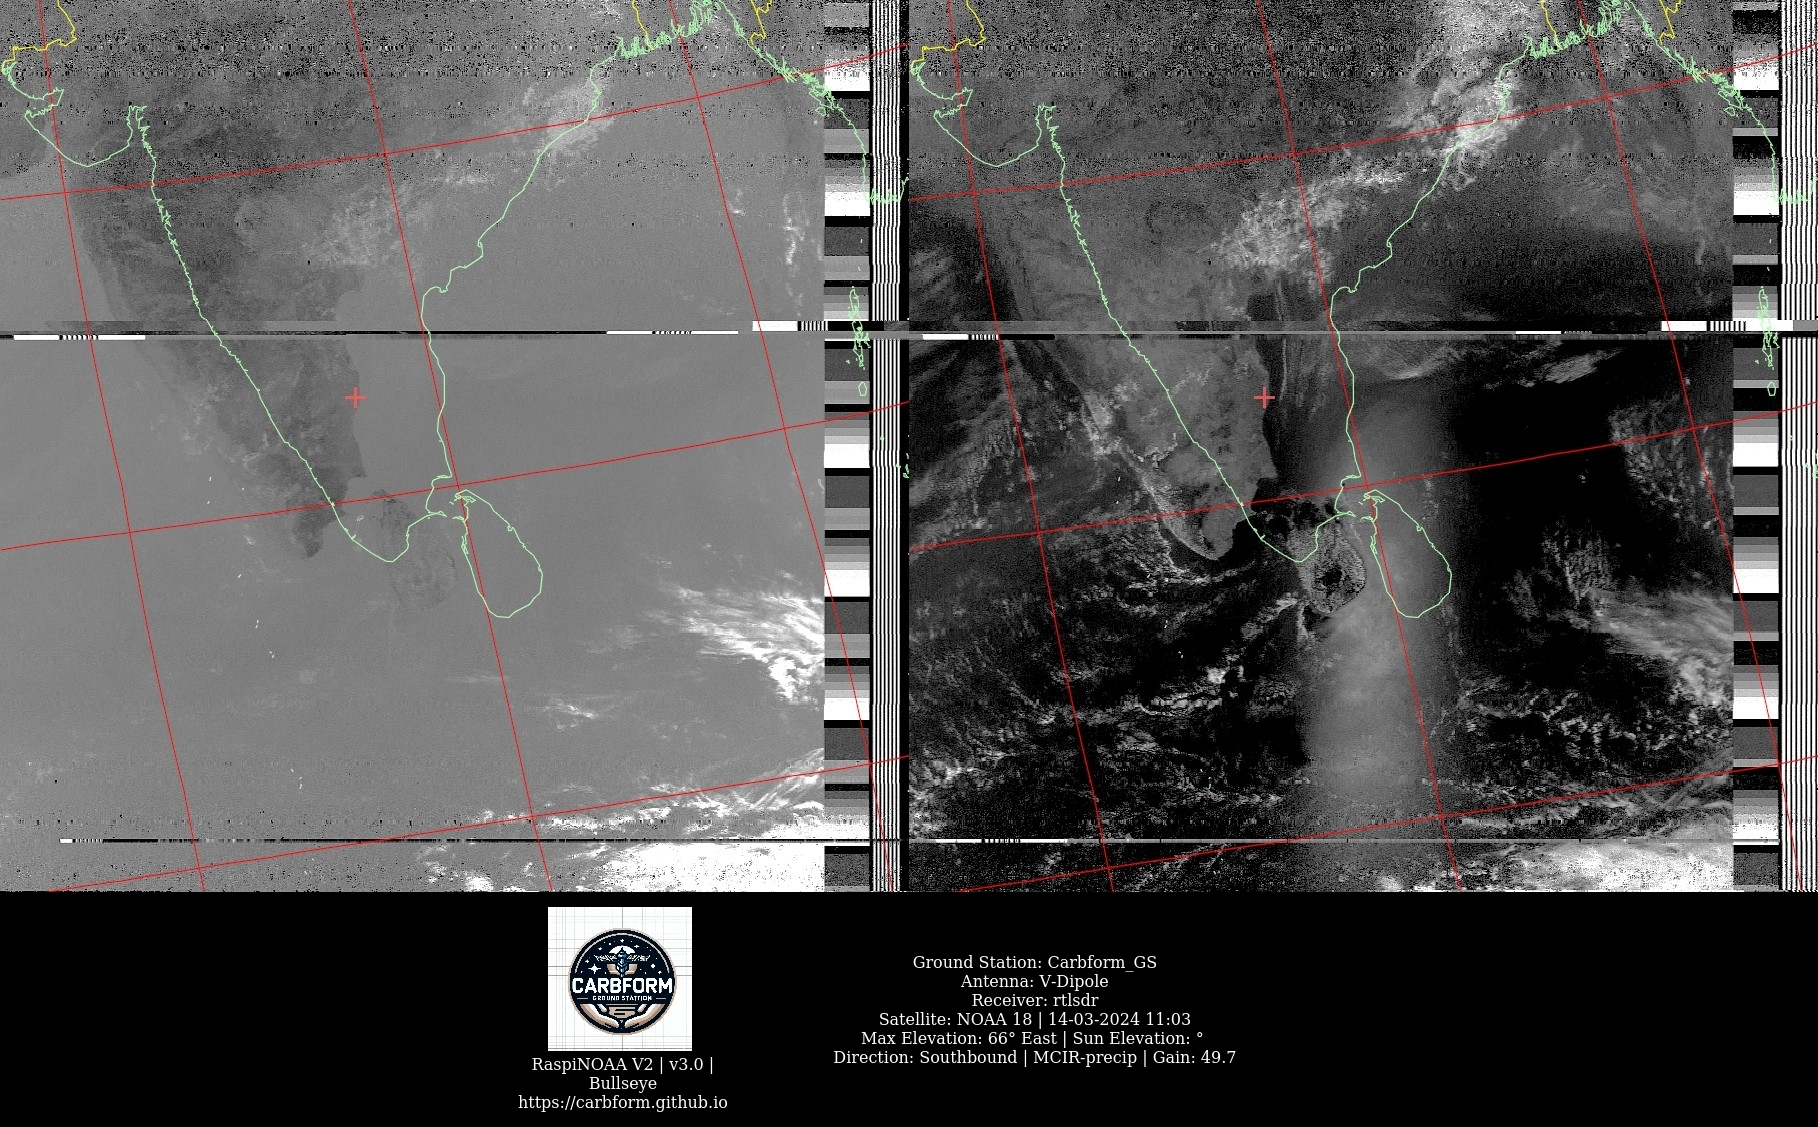 CARBFORM
GROUND STATION
RaspiNOAA V2 | v3.0 |
Bullseye
https://carbform.github.io
Ground Station: Carbform_GS
Antenna: V-Dipole
Receiver: rtlsdr
Satellite: NOAA 18 | 14-03-2024 11:03
Max Elevation: 66° East | Sun Elevation: °
Direction: Southbound | MCIR-precip | Gain: 49.7